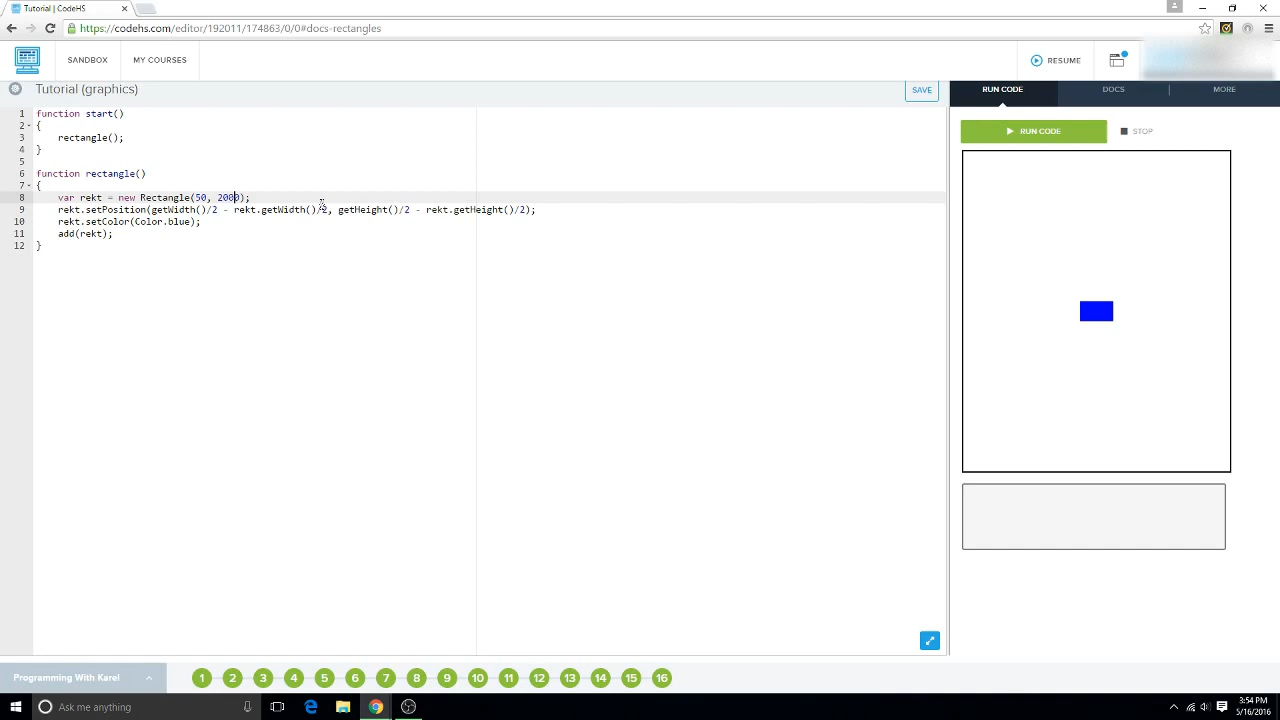 Tutorial | CodeHS
https://codehs.com/editor/192011/174863/0/0#docs-rectangles
SANDBOX MY COURSES RESUME
Tutorial (graphics) SAVE RUN CODE DOCS | MORE
1 function start()
2 {
3 rectangle();
4 }
5
6 function rectangle()
7 {
8 var rekt = new Rectangle(50, 2000);
9 rekt.setPosition(getWidth()/2 - rekt.getWidth()/2, getHeight()/2 - rekt.getHeight()/2);
10 rekt.setColor(Color.blue);
11 add(rekt);
12 }
RUN CODE STOP
Programming With Karel 1 2 3 4 5 6 7 8 9 10 11 12 13 14 15 16
Ask me anything
3:54 PM
5/16/2016